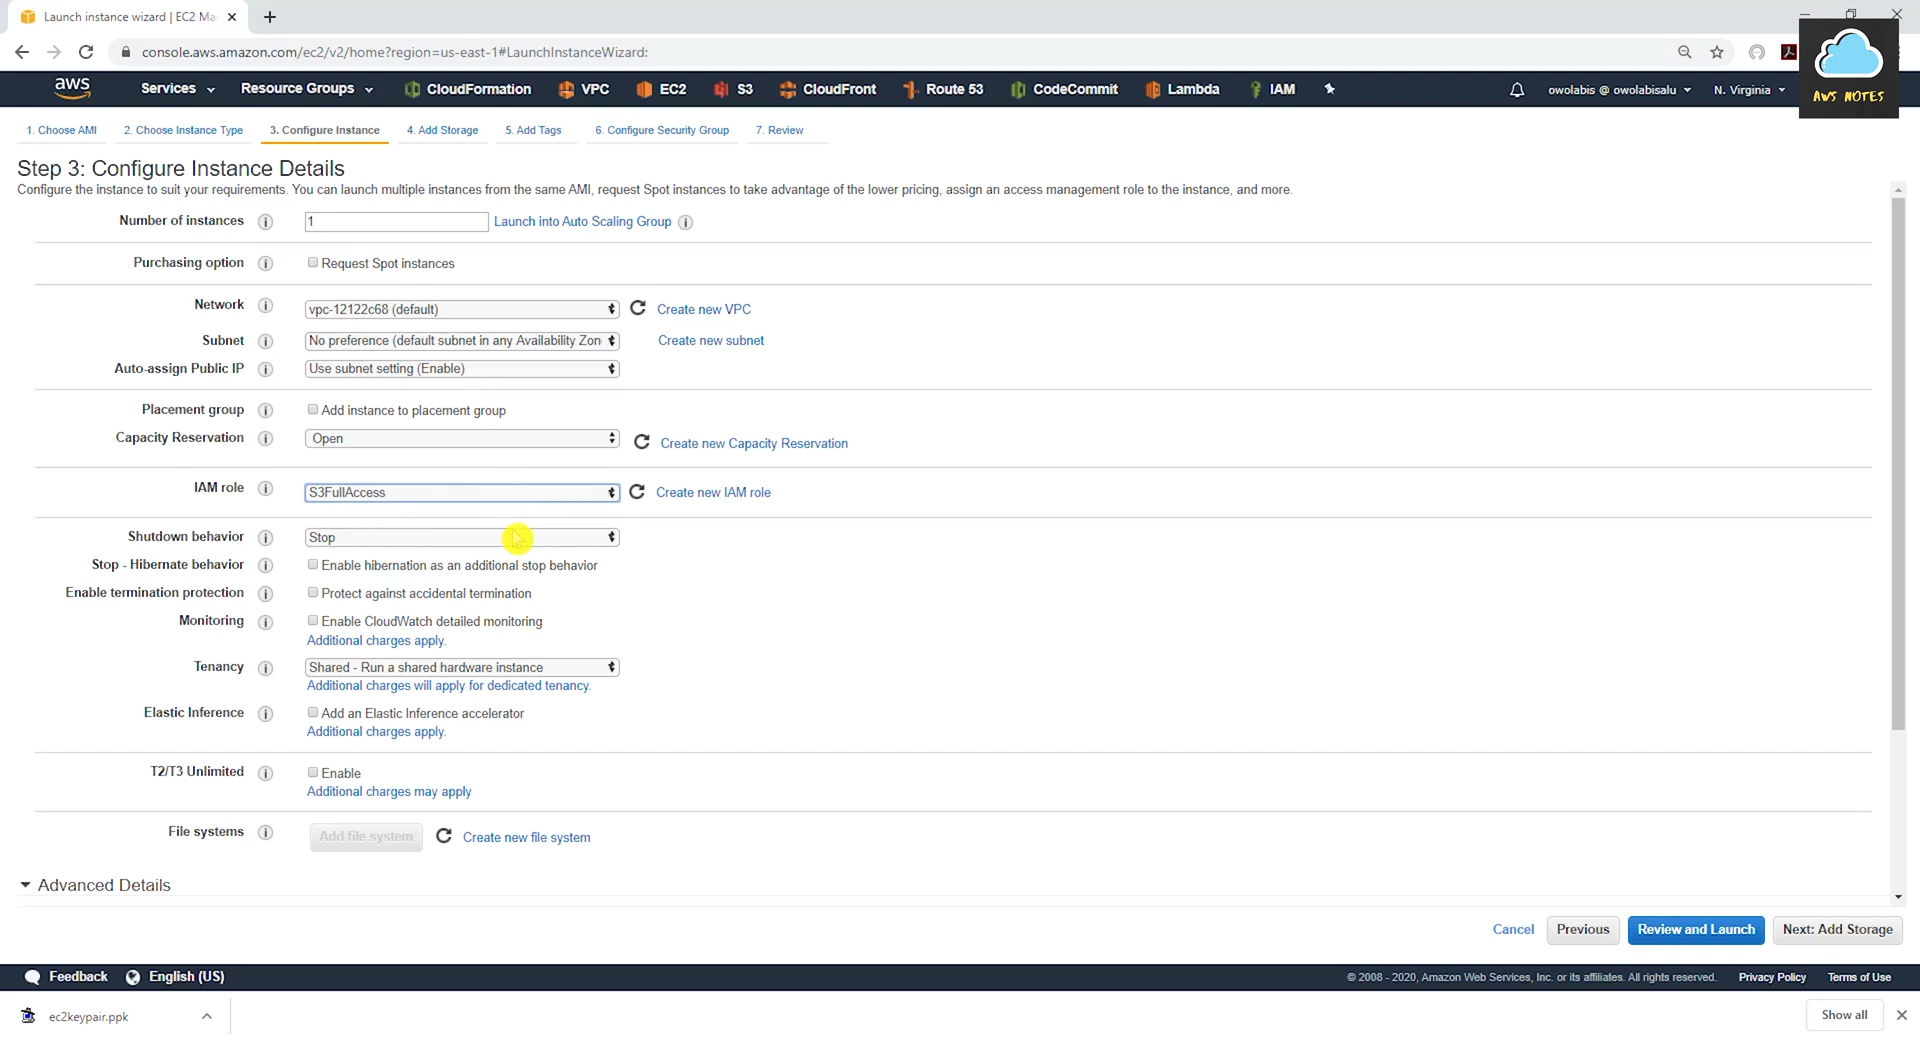 Launch instance wizard | EC2 Ma
console.aws.amazon.com/ec2/v2/home?region=us-east-1#LaunchInstanceWizard:
aws
Services
Resource Groups
CloudFormation
VPC
EC2
S3
CloudFront
Route 53
CodeCommit
Lambda
IAM
owolabis @ owolabisalu
N. Virginia
AWS NOTES
1. Choose AMI
2. Choose Instance Type
3. Configure Instance
4. Add Storage
5. Add Tags
6. Configure Security Group
7. Review
Step 3: Configure Instance Details
Configure the instance to suit your requirements. You can launch multiple instances from the same AMI, request Spot instances to take advantage of the lower pricing, assign an access management role to the instance, and more.
Number of instances
1
Launch into Auto Scaling Group
Purchasing option
Request Spot instances
Network
vpc-12122c68 (default)
Create new VPC
Subnet
No preference (default subnet in any Availability Zon
Create new subnet
Auto-assign Public IP
Use subnet setting (Enable)
Placement group
Add instance to placement group
Capacity Reservation
Open
Create new Capacity Reservation
IAM role
S3FullAccess
Create new IAM role
Shutdown behavior
Stop
Stop - Hibernate behavior
Enable hibernation as an additional stop behavior
Enable termination protection
Protect against accidental termination
Monitoring
Enable CloudWatch detailed monitoring
Additional charges apply.
Tenancy
Shared - Run a shared hardware instance
Additional charges will apply for dedicated tenancy.
Elastic Inference
Add an Elastic Inference accelerator
Additional charges apply.
T2/T3 Unlimited
Enable
Additional charges may apply
File systems
Add file system
Create new file system
Advanced Details
Cancel
Previous
Review and Launch
Next: Add Storage
Feedback
English (US)
© 2008 - 2020, Amazon Web Services, Inc. or its affiliates. All rights reserved.
Privacy Policy
Terms of Use
ec2keypair.ppk
Show all